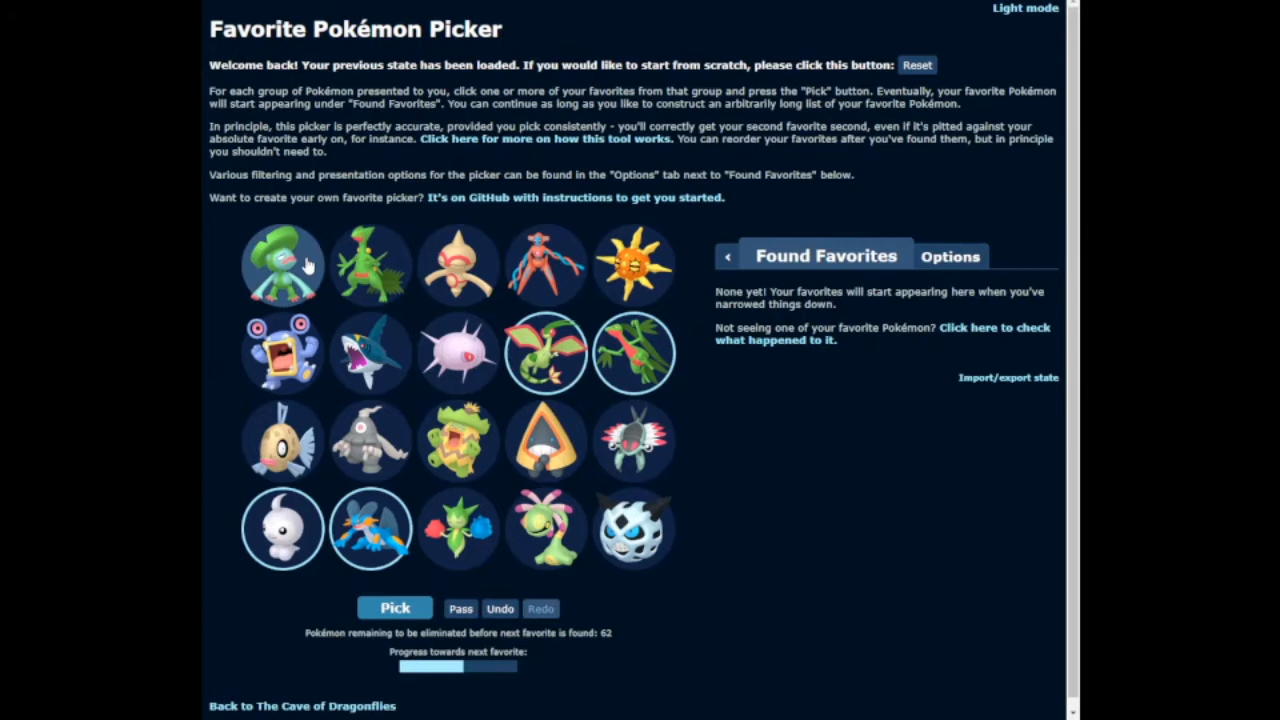 Light mode
Favorite Pokémon Picker
Welcome back! Your previous state has been loaded. If you would like to start from scratch, please click this button: Reset
For each group of Pokémon presented to you, click one or more of your favorites from that group and press the "Pick" button. Eventually, your favorite Pokémon
will start appearing under "Found Favorites". You can continue as long as you like to construct an arbitrarily long list of your favorite Pokémon.
In principle, this picker is perfectly accurate, provided you pick consistently - you'll correctly get your second favorite second, even if it's pitted against your
absolute favorite early on, for instance. Click here for more on how this tool works. You can reorder your favorites after you've found them, but in principle
you shouldn't need to.
Various filtering and presentation options for the picker can be found in the "Options" tab next to "Found Favorites" below.
Want to create your own favorite picker? It's on GitHub with instructions to get you started.
‹ Found Favorites Options
None yet! Your favorites will start appearing here when you've
narrowed things down.
Not seeing one of your favorite Pokémon? Click here to check
what happened to it.
Import/export state
Pick Pass Undo Redo
Pokémon remaining to be eliminated before next favorite is found: 62
Progress towards next favorite:
Back to The Cave of Dragonflies